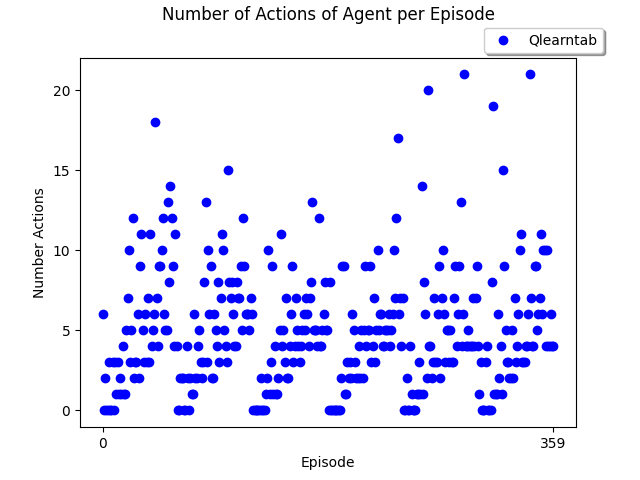 Number of Actions of Agent per Episode
Qlearntab
20
15
10
5
0
Number Actions
0
359
Episode